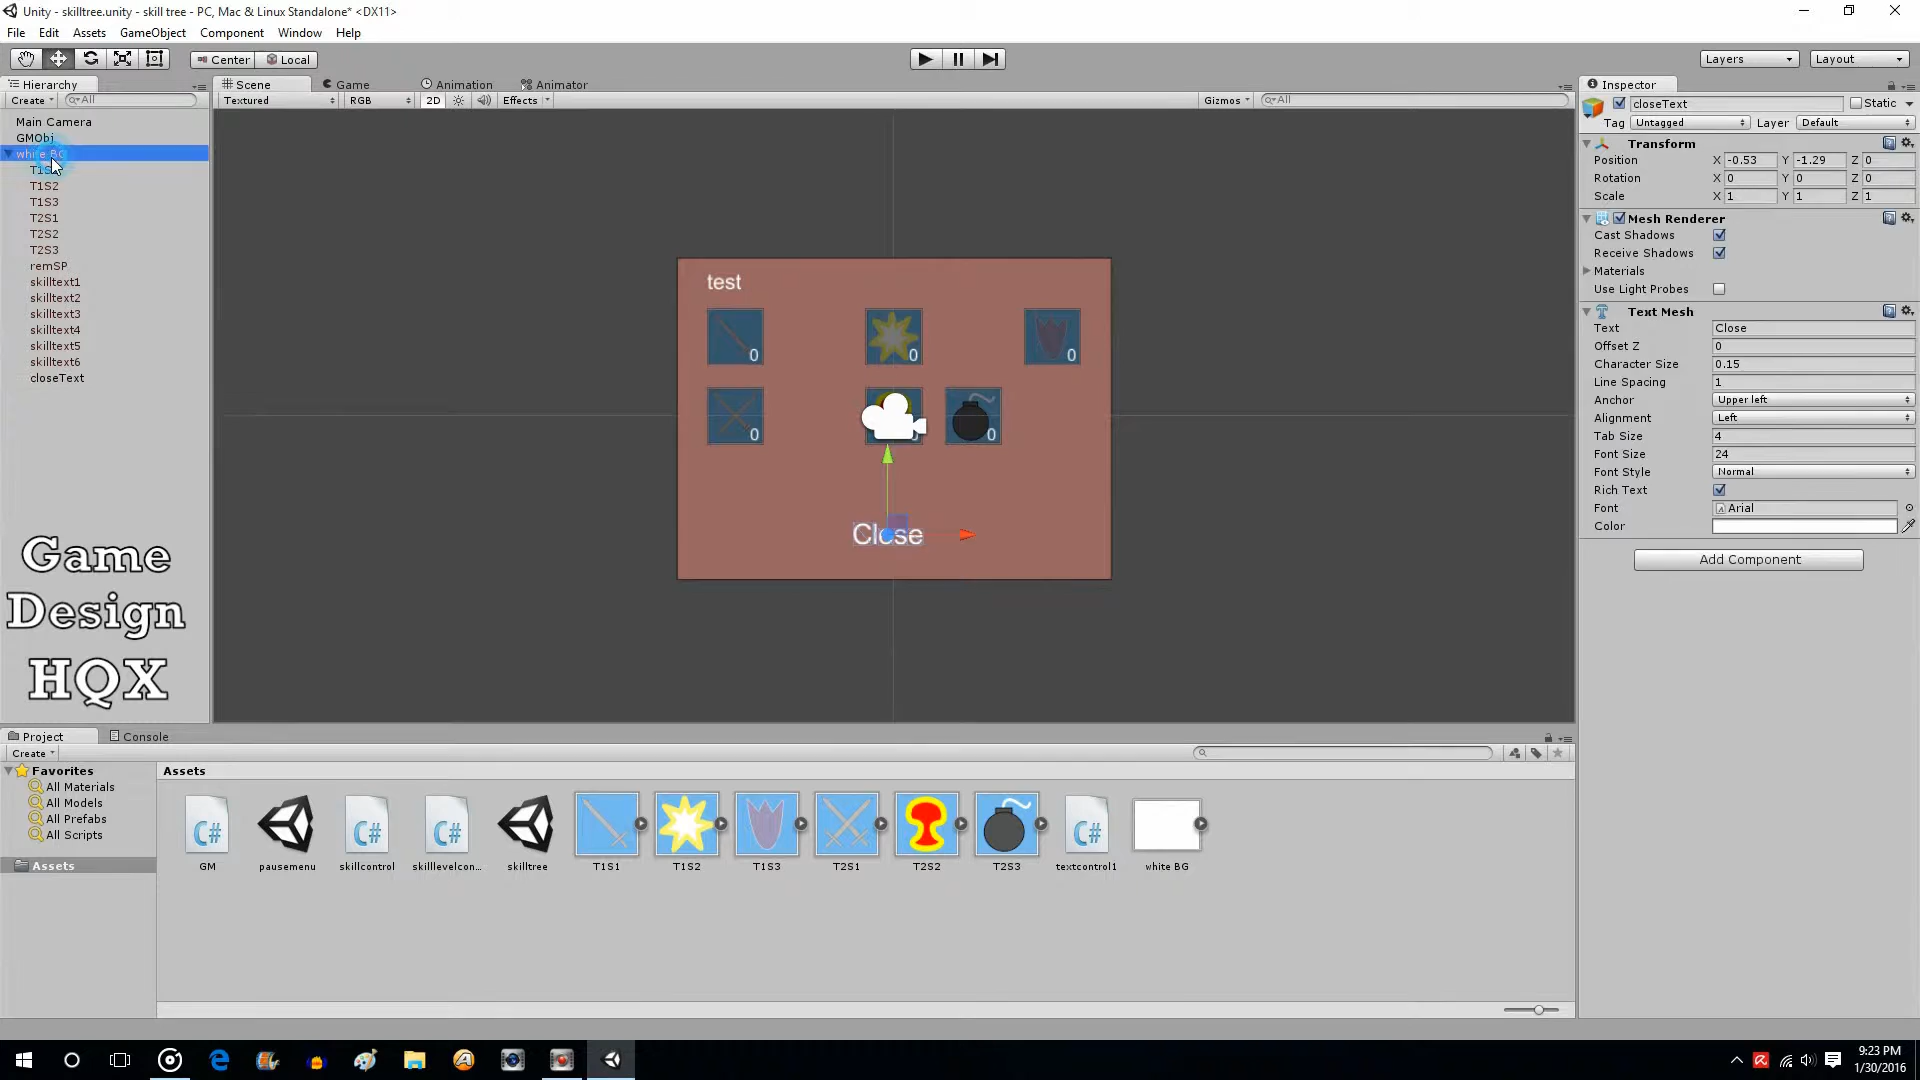 Unity - skilltree.unity - skill tree - PC, Mac & Linux Standalone* <DX11>
File Edit Assets GameObject Component Window Help
Center Local
Layers Layout
Hierarchy
Create All
Main Camera
GMObj
white BG
T1S1
T1S2
T1S3
T2S1
T2S2
T2S3
remSP
skilltext1
skilltext2
skilltext3
skilltext4
skilltext5
skilltext6
closeText
Game
Design
HQX
Scene Game Animation Animator
Textured RGB 2D Effects Gizmos All
test
0 0 0
0 0
Close
Inspector
closeText Static
Tag Untagged Layer Default
Transform
Position X -0.53 Y -1.29 Z 0
Rotation X 0 Y 0 Z 0
Scale X 1 Y 1 Z 1
Mesh Renderer
Cast Shadows
Receive Shadows
Materials
Use Light Probes
Text Mesh
Text Close
Offset Z 0
Character Size 0.15
Line Spacing 1
Anchor Upper left
Alignment Left
Tab Size 4
Font Size 24
Font Style Normal
Rich Text
Font Arial
Color
Add Component
Project Console
Create
Favorites
All Materials
All Models
All Prefabs
All Scripts
Assets
Assets
C# C# C# C#
GM pausemenu skillcontrol skilllevelcon... skilltree T1S1 T1S2 T1S3 T2S1 T2S2 T2S3 textcontrol1 white BG
9:23 PM
1/30/2016